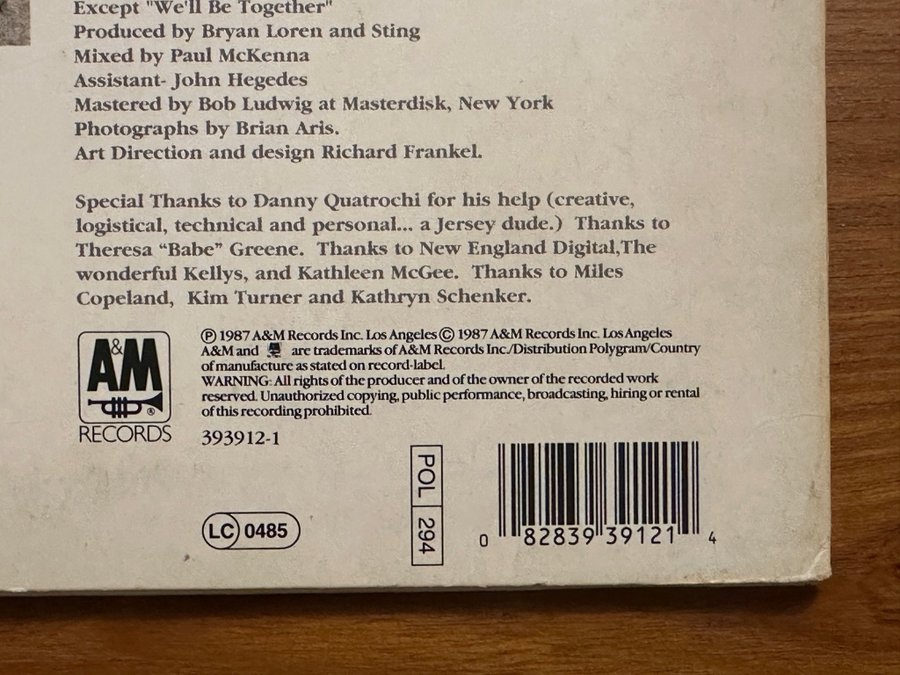 Except "We'll Be Together"
Produced by Bryan Loren and Sting
Mixed by Paul McKenna
Assistant- John Hegedes
Mastered by Bob Ludwig at Masterdisk, New York
Photographs by Brian Aris.
Art Direction and design Richard Frankel.
Special Thanks to Danny Quatrochi for his help (creative,
logistical, technical and personal... a Jersey dude.) Thanks to
Theresa “Babe” Greene. Thanks to New England Digital,The
wonderful Kellys, and Kathleen McGee. Thanks to Miles
Copeland, Kim Turner and Kathryn Schenker.
A&M
®
RECORDS
℗ 1987 A&M Records Inc. Los Angeles © 1987 A&M Records Inc. Los Angeles
A&M and are trademarks of A&M Records Inc./Distribution Polygram/Country
of manufacture as stated on record-label.
WARNING: All rights of the producer and of the owner of the recorded work
reserved. Unauthorized copying, public performance, broadcasting, hiring or rental
of this recording prohibited.
393912-1
LC 0485
POL 294
0 82839 39121 4